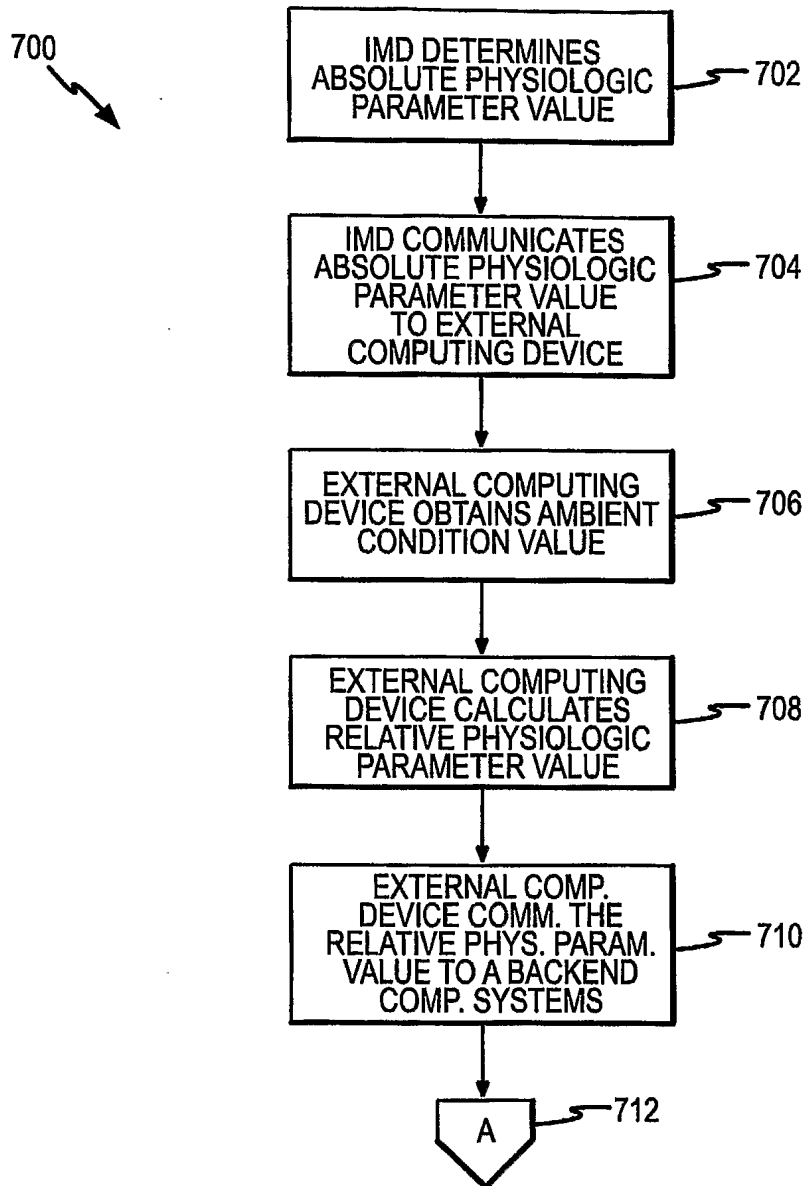 700
IMD DETERMINES
ABSOLUTE PHYSIOLOGIC
PARAMETER VALUE
702
IMD COMMUNICATES
ABSOLUTE PHYSIOLOGIC
PARAMETER VALUE
TO EXTERNAL
COMPUTING DEVICE
704
EXTERNAL COMPUTING
DEVICE OBTAINS AMBIENT
CONDITION VALUE
706
EXTERNAL COMPUTING
DEVICE CALCULATES
RELATIVE PHYSIOLOGIC
PARAMETER VALUE
708
EXTERNAL COMP.
DEVICE COMM. THE
RELATIVE PHYS. PARAM.
VALUE TO A BACKEND
COMP. SYSTEMS
710
A
712